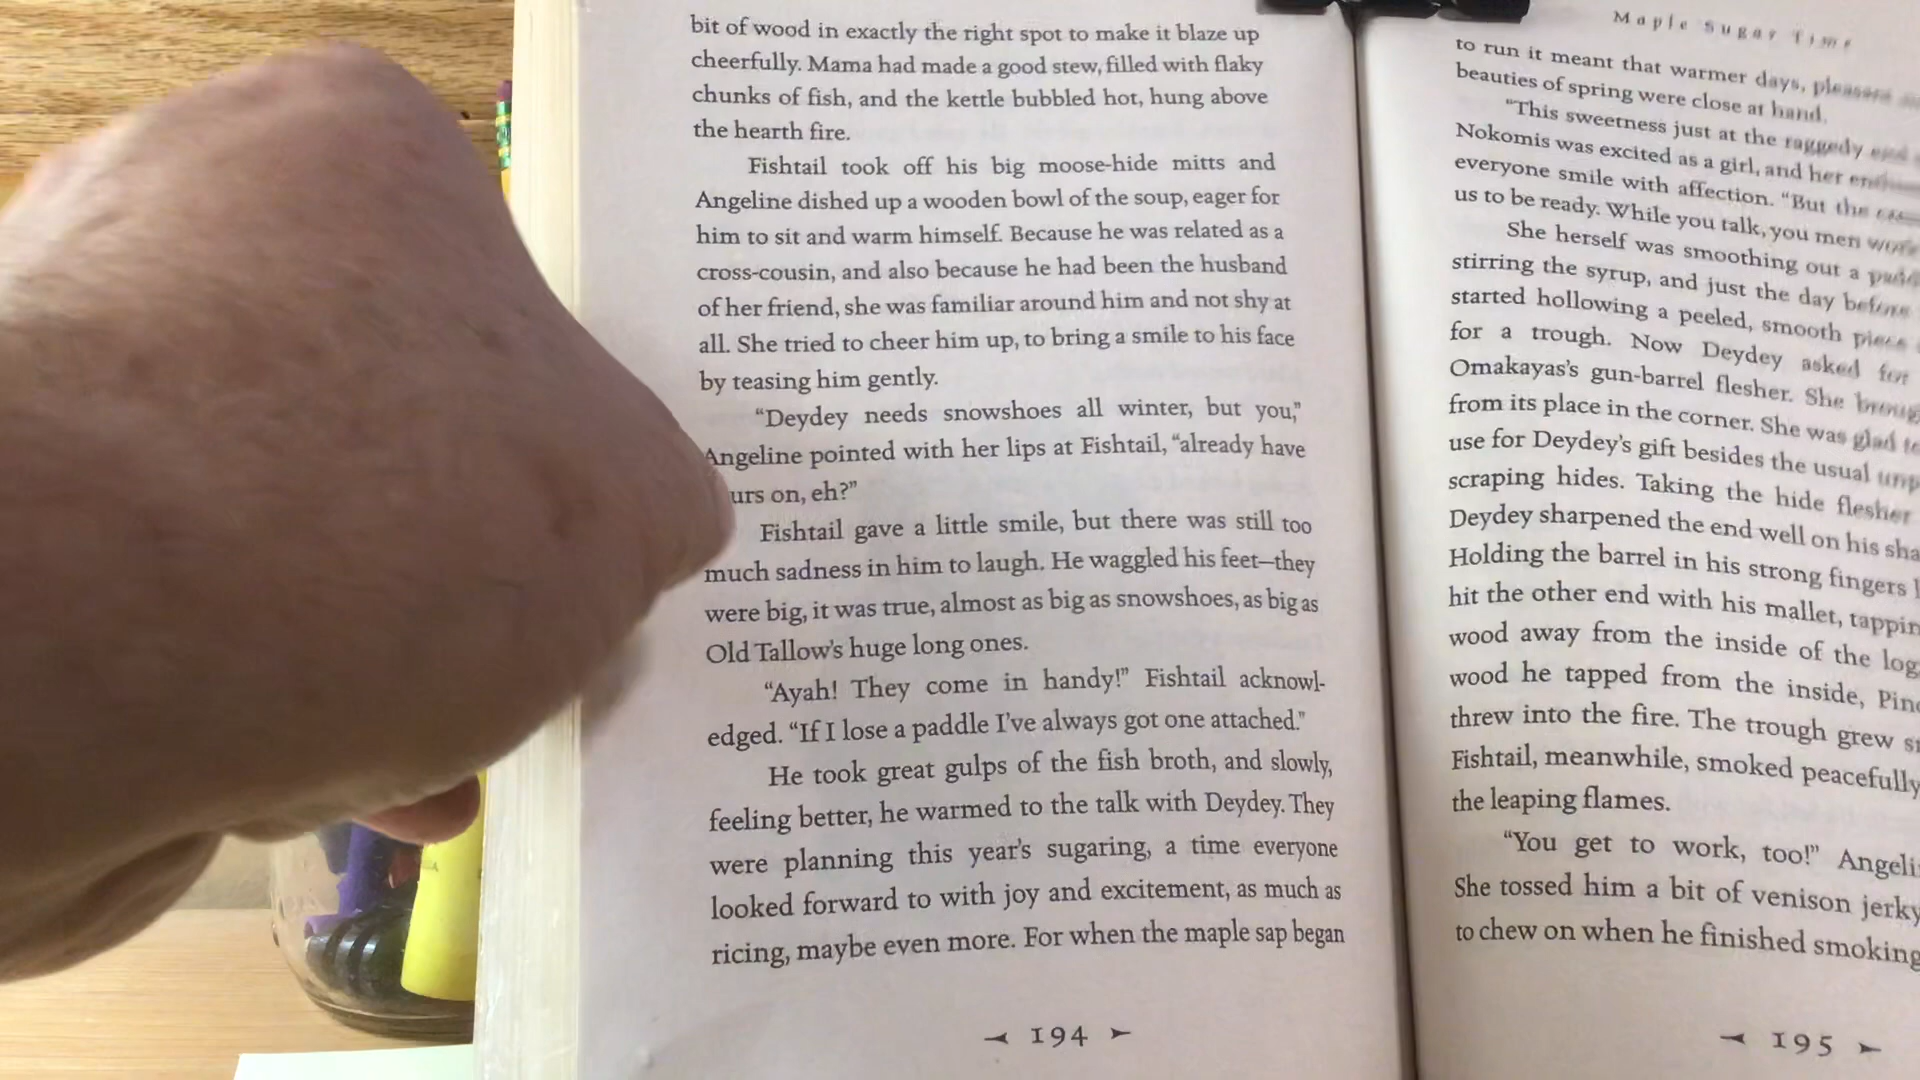 bit of wood in exactly the right spot to make it blaze up
cheerfully. Mama had made a good stew, filled with flaky
chunks of fish, and the kettle bubbled hot, hung above
the hearth fire.
Fishtail took off his big moose-hide mitts and
Angeline dished up a wooden bowl of the soup, eager for
him to sit and warm himself. Because he was related as a
cross-cousin, and also because he had been the husband
of her friend, she was familiar around him and not shy at
all. She tried to cheer him up, to bring a smile to his face
by teasing him gently.
“Deydey needs snowshoes all winter, but you,”
Angeline pointed with her lips at Fishtail, “already have
urs on, eh?”
Fishtail gave a little smile, but there was still too
much sadness in him to laugh. He waggled his feet—they
were big, it was true, almost as big as snowshoes, as big as
Old Tallow's huge long ones.
“Ayah! They come in handy!” Fishtail acknowl-
edged. “If I lose a paddle I've always got one attached.”
He took great gulps of the fish broth, and slowly,
feeling better, he warmed to the talk with Deydey. They
were planning this year's sugaring, a time everyone
looked forward to with joy and excitement, as much as
ricing, maybe even more. For when the maple sap began
194
Maple Sugar Time
to run it meant that warmer days,
beauties of spring were close at hand.
“This sweetness just at the raggedy
Nokomis was excited as a girl, and her
everyone smile with affection. “But the
us to be ready. While you talk, you men
She herself was smoothing out a
stirring the syrup, and just the day before
started hollowing a peeled, smooth piece
for a trough. Now Deydey asked for
Omakayas's gun-barrel flesher. She
from its place in the corner. She was glad
use for Deydey's gift besides the usual
scraping hides. Taking the hide flesher
Deydey sharpened the end well on his
Holding the barrel in his strong fingers
hit the other end with his mallet,
wood away from the inside of the log
wood he tapped from the inside,
threw into the fire. The trough grew
Fishtail, meanwhile, smoked peacefully
the leaping flames.
“You get to work, too!”
She tossed him a bit of venison jerky
to chew on when he finished smoking
195